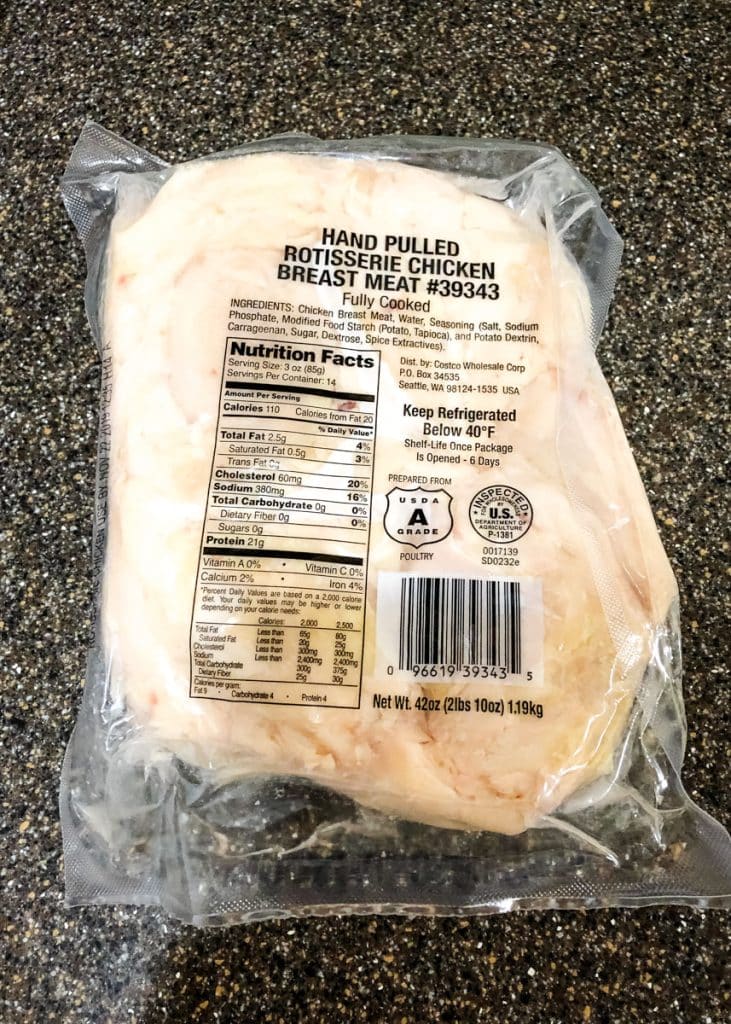 HAND PULLED
ROTISSERIE CHICKEN
BREAST MEAT #39343
Fully Cooked
INGREDIENTS: Chicken Breast Meat, Water, Seasoning (Salt, Sodium
Phosphate, Modified Food Starch (Potato, Tapioca), and Potato Dextrin,
Carrageenan, Sugar, Dextrose, Spice Extractives).
Nutrition Facts
Serving Size: 3 oz (85g)
Servings Per Container: 14
Amount Per Serving
Calories 110 Calories from Fat 20
% Daily Value*
Total Fat 2.5g 4%
Saturated Fat 0.5g 3%
Trans Fat 0g
Cholesterol 60mg 20%
Sodium 380mg 16%
Total Carbohydrate 0g 0%
Dietary Fiber 0g 0%
Sugars 0g
Protein 21g
Vitamin A 0% • Vitamin C 0%
Calcium 2% • Iron 4%
*Percent Daily Values are based on a 2,000 calorie
diet. Your daily values may be higher or lower
depending on your calorie needs:
Calories: 2,000 2,500
Total Fat Less than 65g 80g
Saturated Fat Less than 20g 25g
Cholesterol Less than 300mg 300mg
Sodium Less than 2,400mg 2,400mg
Total Carbohydrate 300g 375g
Dietary Fiber 25g 30g
Calories per gram:
Fat 9 • Carbohydrate 4 • Protein 4
Dist. by: Costco Wholesale Corp
P.O. Box 34535
Seattle, WA 98124-1535 USA
Keep Refrigerated
Below 40°F
Shelf-Life Once Package
Is Opened - 6 Days
PREPARED FROM
USDA
A
GRADE
POULTRY
INSPECTED
FOR WHOLESOMENESS
BY
U.S.
DEPARTMENT OF
AGRICULTURE
P-1381
0017139
SD0232e
0 96619 39343 5
Net Wt. 42oz (2lbs 10oz) 1.19kg